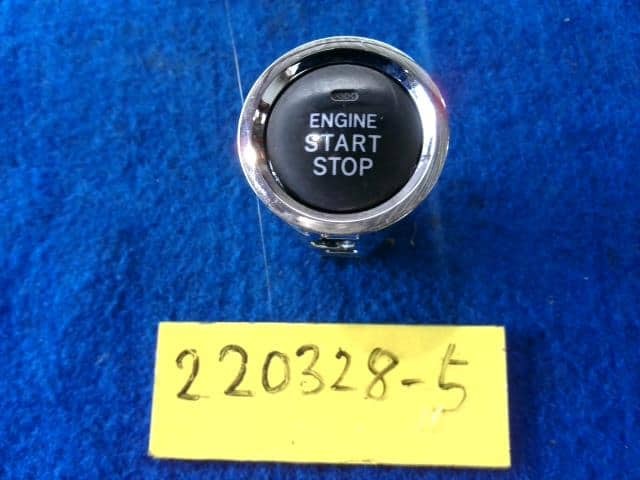 ENGINE
START
STOP
220328-5